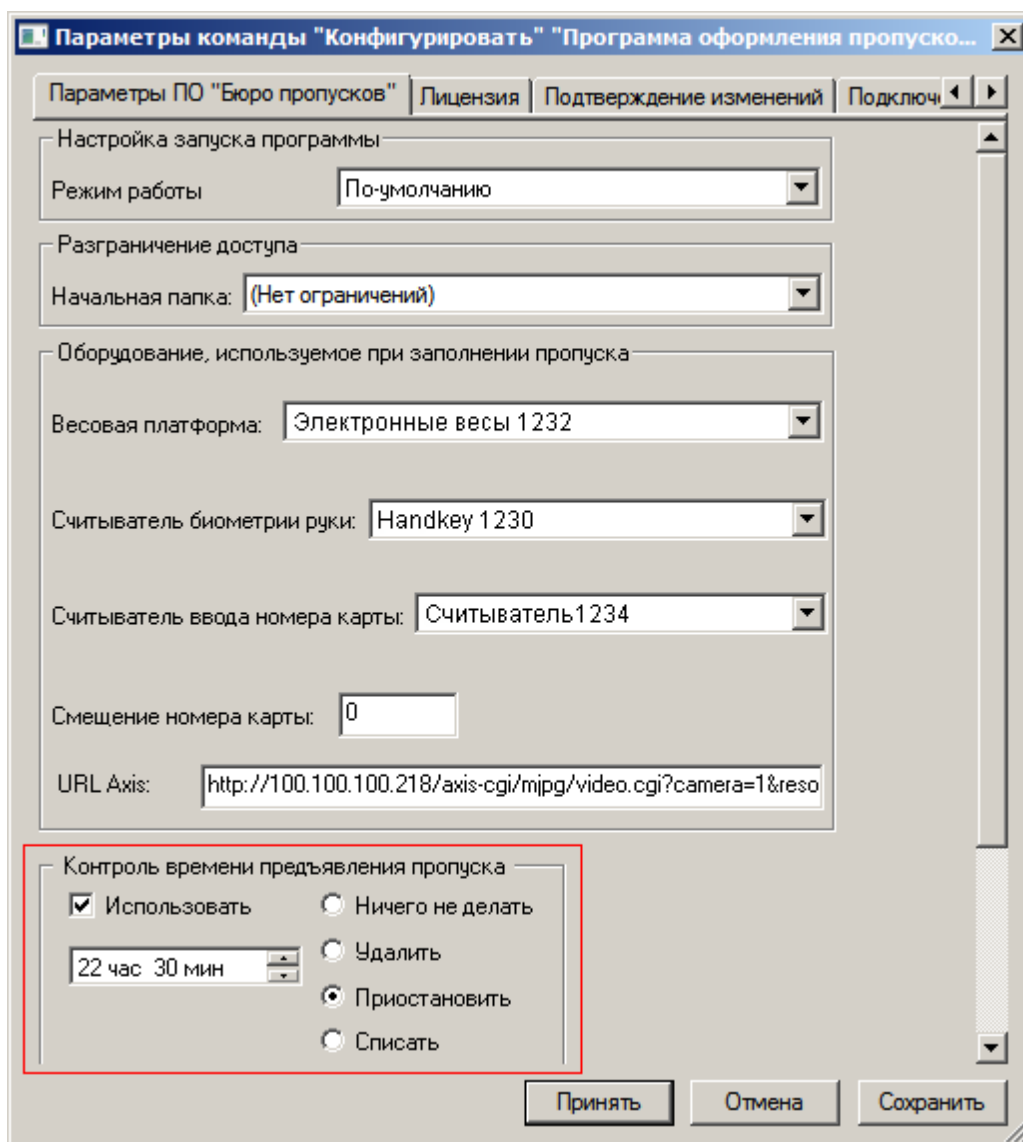 Параметры команды "Конфигурировать" "Программа оформления пропуско...
Параметры ПО "Бюро пропусков" Лицензия Подтверждение изменений Подключ
Настройка запуска программы
Режим работы По-умолчанию
Разграничение доступа
Начальная папка: (Нет ограничений)
Оборудование, используемое при заполнении пропуска
Весовая платформа: Электронные весы 1232
Считыватель биометрии руки: Handkey 1230
Считыватель ввода номера карты: Считыватель1234
Смещение номера карты: 0
URL Axis: http://100.100.100.218/axis-cgi/mjpg/video.cgi?camera=1&reso
Контроль времени предъявления пропуска
Использовать Ничего не делать
22 час 30 мин Удалить
Приостановить
Списать
Принять Отмена Сохранить